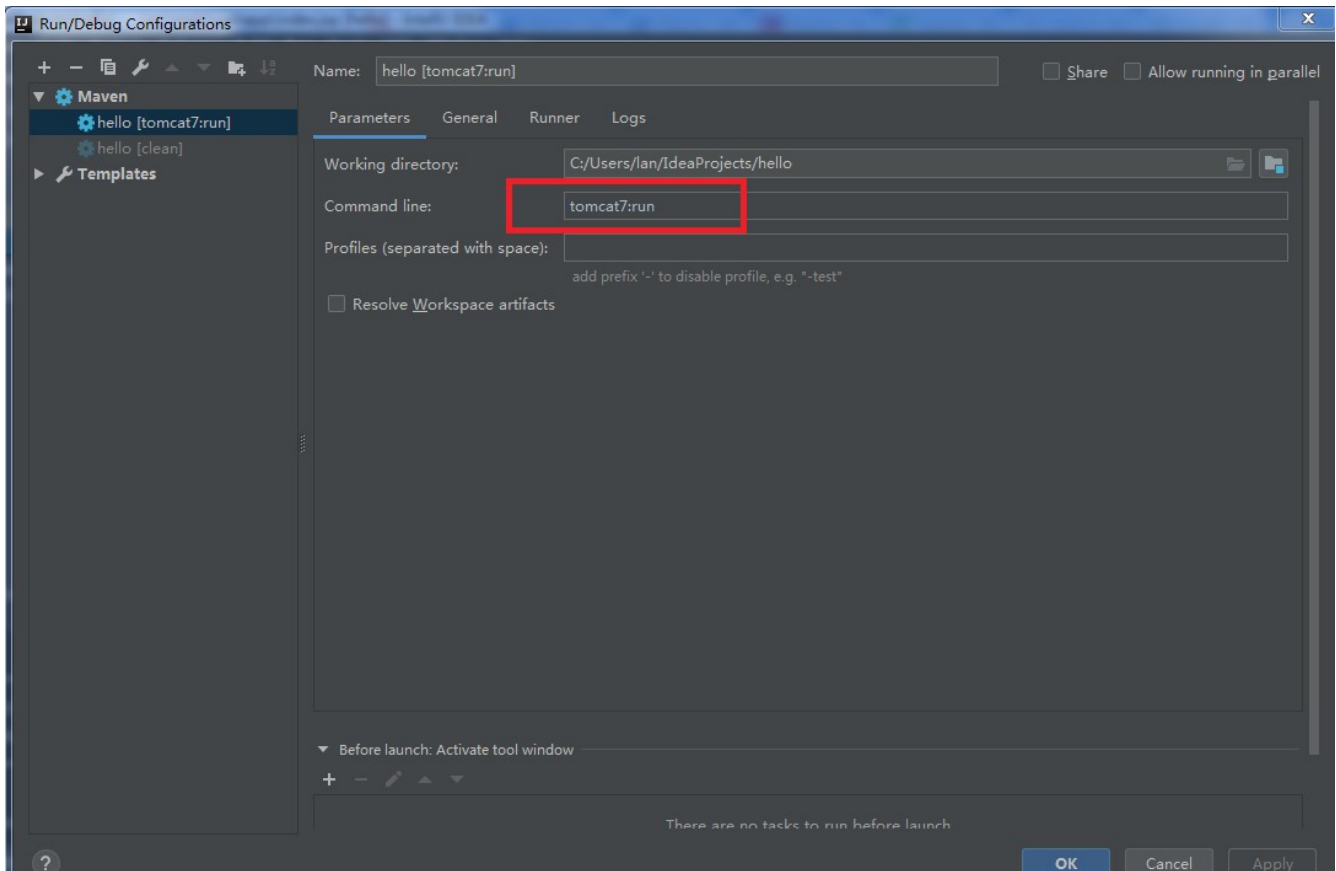 Run/Debug Configurations
Name: hello [tomcat7:run] Share Allow running in parallel
Maven
hello [tomcat7:run]
hello [clean]
Templates
Parameters General Runner Logs
Working directory: C:/Users/lan/IdeaProjects/hello
Command line: tomcat7:run
Profiles (separated with space):
add prefix '-' to disable profile, e.g. "-test"
Resolve Workspace artifacts
Before launch: Activate tool window
There are no tasks to run before launch
? OK Cancel Apply